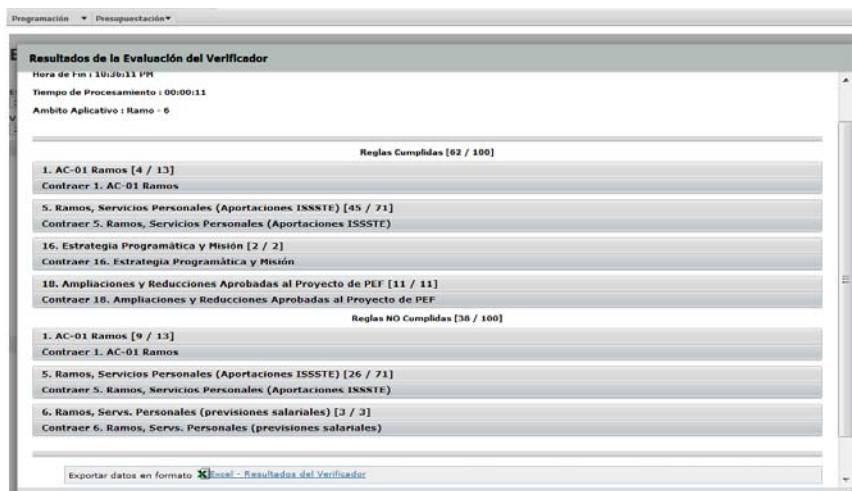 Programación Presupuestación
E
Resultados de la Evaluación del Verificador
Hora de Fin : 10:36:11 PM
Tiempo de Procesamiento : 00:00:11
Ambito Aplicativo : Ramo - 6
Reglas Cumplidas [62 / 100]
1. AC-01 Ramos [4 / 13]
Contraer 1. AC-01 Ramos
5. Ramos, Servicios Personales (Aportaciones ISSSTE) [45 / 71]
Contraer 5. Ramos, Servicios Personales (Aportaciones ISSSTE)
16. Estrategia Programática y Misión [2 / 2]
Contraer 16. Estrategia Programática y Misión
18. Ampliaciones y Reducciones Aprobadas al Proyecto de PEF [11 / 11]
Contraer 18. Ampliaciones y Reducciones Aprobadas al Proyecto de PEF
Reglas NO Cumplidas [38 / 100]
1. AC-01 Ramos [9 / 13]
Contraer 1. AC-01 Ramos
5. Ramos, Servicios Personales (Aportaciones ISSSTE) [26 / 71]
Contraer 5. Ramos, Servicios Personales (Aportaciones ISSSTE)
6. Ramos, Servs. Personales (previsiones salariales) [3 / 3]
Contraer 6. Ramos, Servs. Personales (previsiones salariales)
Exportar datos en formato Excel - Resultados del Verificador